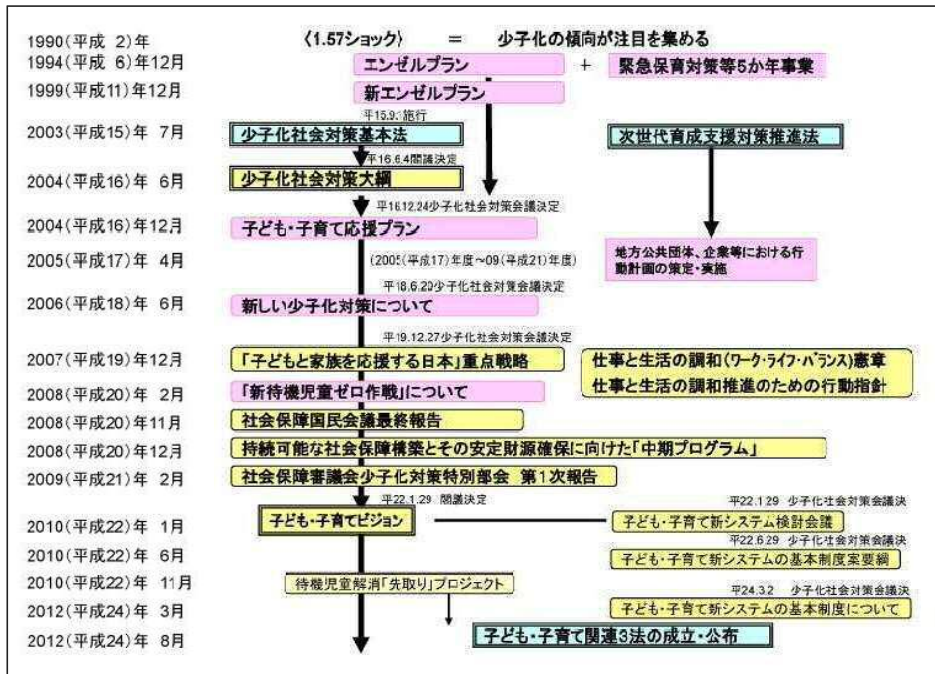 1990(平成 2)年
〈1.57ショック〉 = 少子化の傾向が注目を集める
1994(平成 6)年12月
エンゼルプラン + 緊急保育対策等5か年事業
1999(平成11)年12月
新エンゼルプラン
平15.9.施行
2003(平成15)年 7月
少子化社会対策基本法
次世代育成支援対策推進法
平16.6.4閣議決定
2004(平成16)年 6月
少子化社会対策大綱
平16.12.24少子化社会対策会議決定
2004(平成16)年12月
子ども・子育て応援プラン
2005(平成17)年 4月
(2005(平成17)年度~09(平成21)年度)
地方公共団体、企業等における行
動計画の策定・実施
平18.6.20少子化社会対策会議決定
2006(平成18)年 6月
新しい少子化対策について
平19.12.27少子化社会対策会議決定
2007(平成19)年12月
「子どもと家族を応援する日本」重点戦略
仕事と生活の調和(ワーク・ライフ・バランス)憲章
仕事と生活の調和推進のための行動指針
2008(平成20)年 2月
「新待機児童ゼロ作戦」について
2008(平成20)年11月
社会保障国民会議最終報告
2008(平成20)年12月
持続可能な社会保障構築とその安定財源確保に向けた「中期プログラム」
2009(平成21)年 2月
社会保障審議会少子化対策特別部会 第1次報告
平22.1.29 閣議決定
平22.1.29 少子化社会対策会議決
2010(平成22)年 1月
子ども・子育てビジョン
子ども・子育て新システム検討会議
平22.6.29 少子化社会対策会議決
2010(平成22)年 6月
子ども・子育て新システムの基本制度案要綱
2010(平成22)年 11月
待機児童解消「先取り」プロジェクト
平24.3.2 少子化社会対策会議決
2012(平成24)年 3月
子ども・子育て新システムの基本制度について
2012(平成24)年 8月
子ども・子育て関連3法の成立・公布